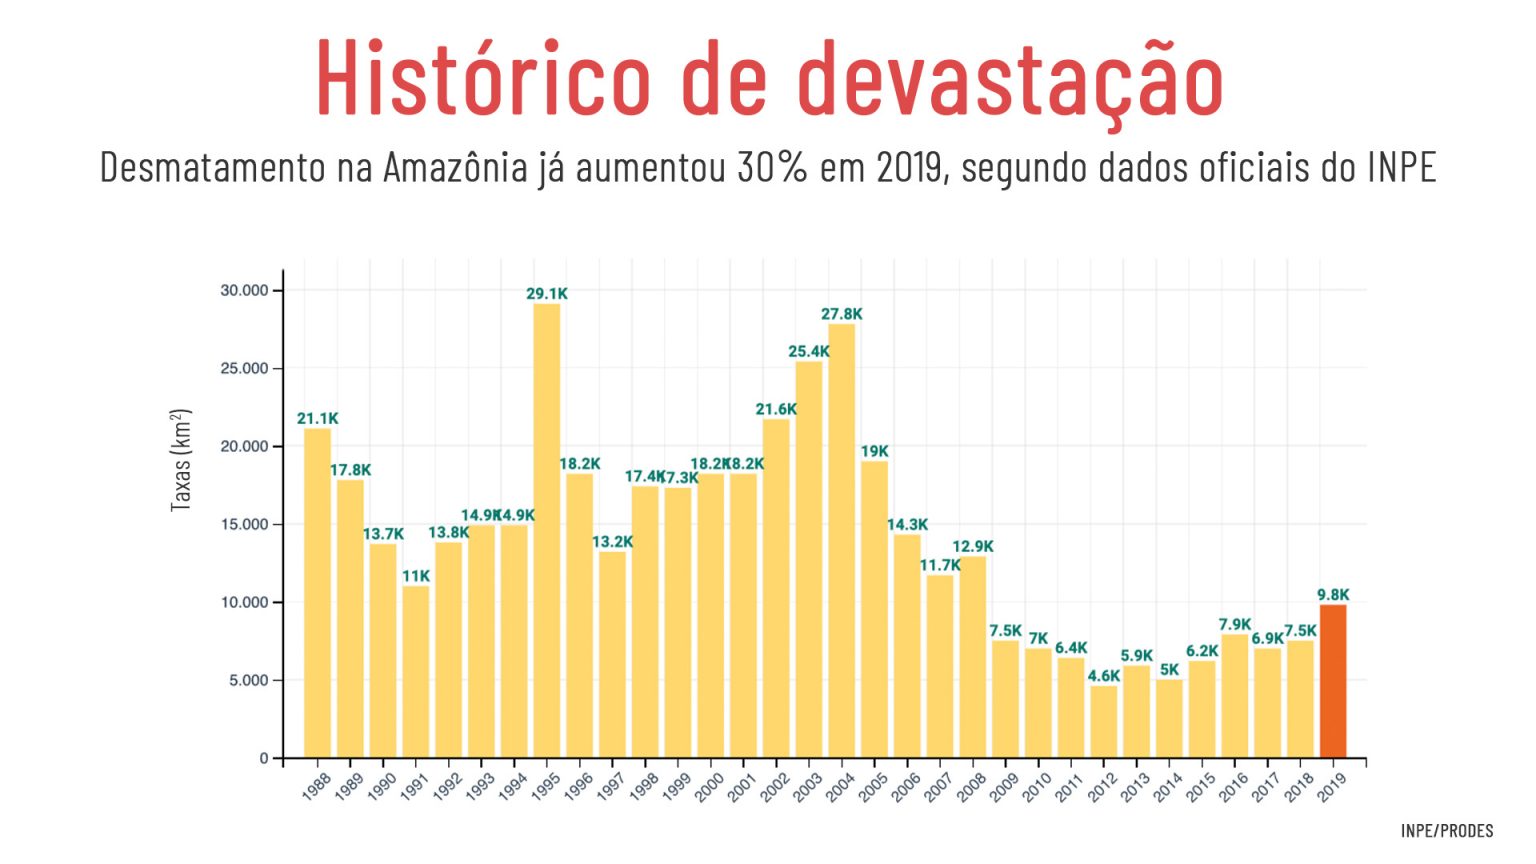 Histórico de devastação
Desmatamento na Amazônia já aumentou 30% em 2019, segundo dados oficiais do INPE
Taxas (km²)
30.000
25.000
20.000
15.000
10.000
5.000
0
21.1K
17.8K
13.7K
11K
13.8K
14.9K
14.9K
29.1K
18.2K
13.2K
17.4K
17.3K
18.2K
18.2K
21.6K
25.4K
27.8K
19K
14.3K
11.7K
12.9K
7.5K
7K
6.4K
4.6K
5.9K
5K
6.2K
7.9K
6.9K
7.5K
9.8K
1988 1989 1990 1991 1992 1993 1994 1995 1996 1997 1998 1999 2000 2001 2002 2003 2004 2005 2006 2007 2008 2009 2010 2011 2012 2013 2014 2015 2016 2017 2018 2019
INPE/PRODES